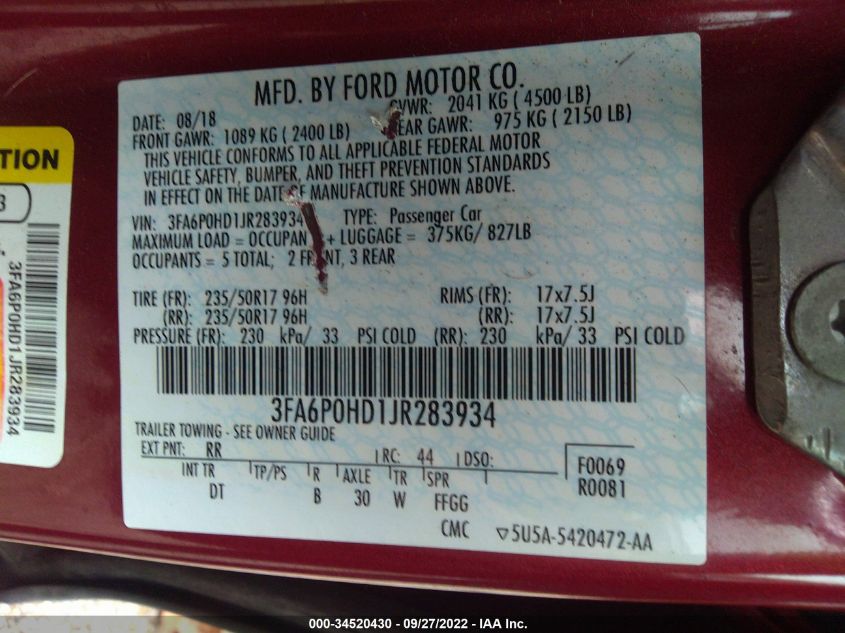 MFD. BY FORD MOTOR CO.
DATE: 08/18 GVWR: 2041 KG ( 4500 LB)
FRONT GAWR: 1089 KG ( 2400 LB) REAR GAWR: 975 KG ( 2150 LB)
THIS VEHICLE CONFORMS TO ALL APPLICABLE FEDERAL MOTOR
VEHICLE SAFETY, BUMPER, AND THEFT PREVENTION STANDARDS
IN EFFECT ON THE DATE OF MANUFACTURE SHOWN ABOVE.
VIN: 3FA6P0HD1JR283934 TYPE: Passenger Car
MAXIMUM LOAD = OCCUPAN + LUGGAGE = 375KG/ 827LB
OCCUPANTS = 5 TOTAL; 2 FRONT, 3 REAR
TIRE (FR): 235/50R17 96H RIMS (FR): 17x7.5J
(RR): 235/50R17 96H (RR): 17x7.5J
PRESSURE (FR): 230 kPa/ 33 PSI COLD (RR): 230 kPa/ 33 PSI COLD
3FA6P0HD1JR283934
TRAILER TOWING - SEE OWNER GUIDE
EXT PNT: RR RC: 44 DSO: F0069
INT TR TP/PS R AXLE TR SPR R0081
DT B 30 W FFGG
CMC ▽5U5A-5420472-AA
TION
3
3FA6P0HD1JR283934
000-34520430 - 09/27/2022 - IAA Inc.